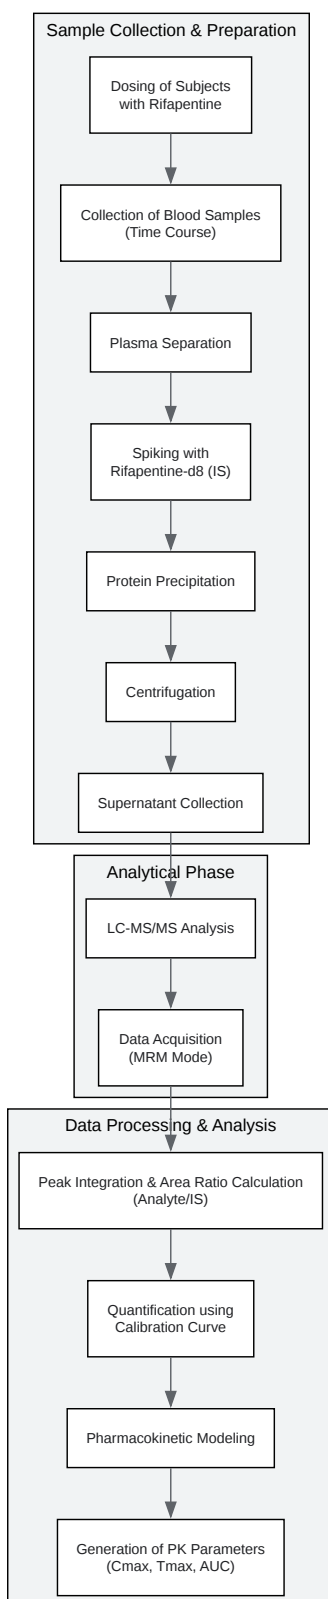 Sample Collection & Preparation
Dosing of Subjects
with Rifapentine
Collection of Blood Samples
(Time Course)
Plasma Separation
Spiking with
Rifapentine-d8 (IS)
Protein Precipitation
Centrifugation
Supernatant Collection
Analytical Phase
LC-MS/MS Analysis
Data Acquisition
(MRM Mode)
Data Processing & Analysis
Peak Integration & Area Ratio Calculation
(Analyte/IS)
Quantification using
Calibration Curve
Pharmacokinetic Modeling
Generation of PK Parameters
(Cmax, Tmax, AUC)